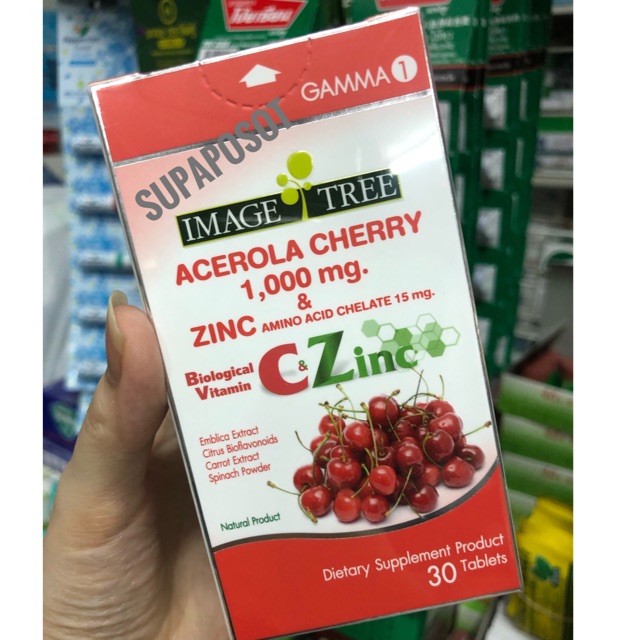 GAMMA 1
SUPAPOSOT
IMAGE TREE
ACEROLA CHERRY
1,000 mg.
&
ZINC AMINO ACID CHELATE 15 mg.
Biological
Vitamin
C&Zinc
Emblica Extract
Citrus Bioflavonoids
Carrot Extract
Spinach Powder
Natural Product
Dietary Supplement Product
30 Tablets